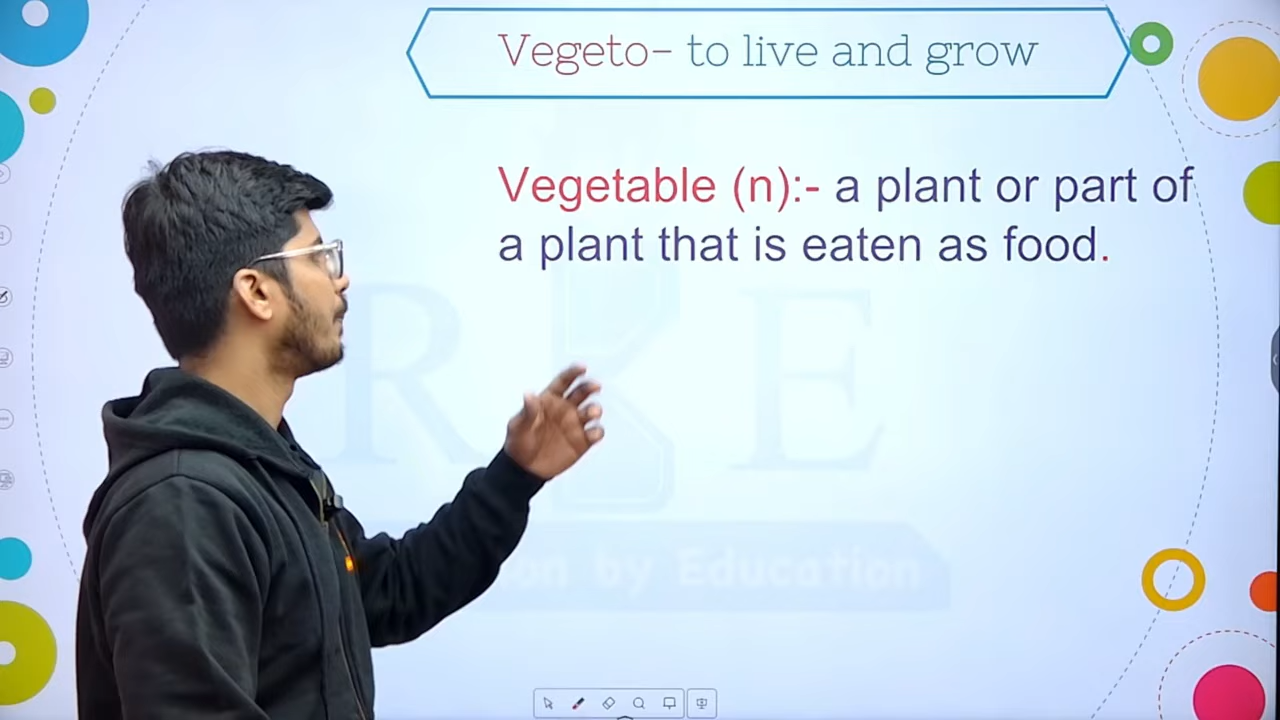 Vegeto- to live and grow
Vegetable (n):- a plant or part of
a plant that is eaten as food.
R E
on by Education